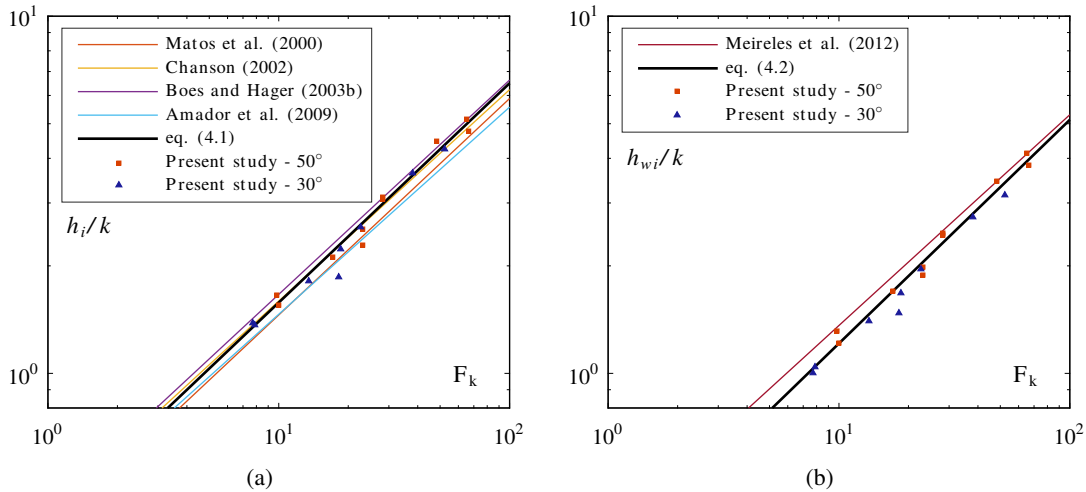 10^1
Matos et al. (2000)
Chanson (2002)
Boes and Hager (2003b)
Amador et al. (2009)
eq. (4.1)
Present study - 50°
Present study - 30°
h_i/k
10^0
F_k
10^0
10^1
10^2
(a)
10^1
Meireles et al. (2012)
eq. (4.2)
Present study - 50°
Present study - 30°
h_{wi}/k
10^0
F_k
10^0
10^1
10^2
(b)